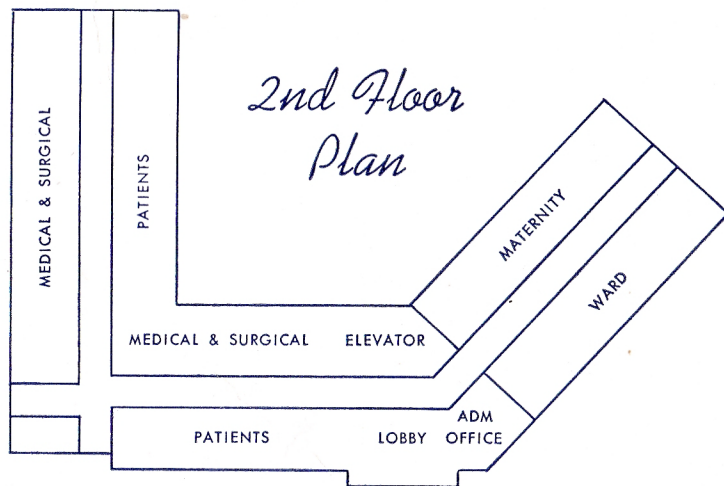 2nd Floor
Plan
MEDICAL & SURGICAL
PATIENTS
MATERNITY
WARD
MEDICAL & SURGICAL
ELEVATOR
PATIENTS
LOBBY
ADM
OFFICE